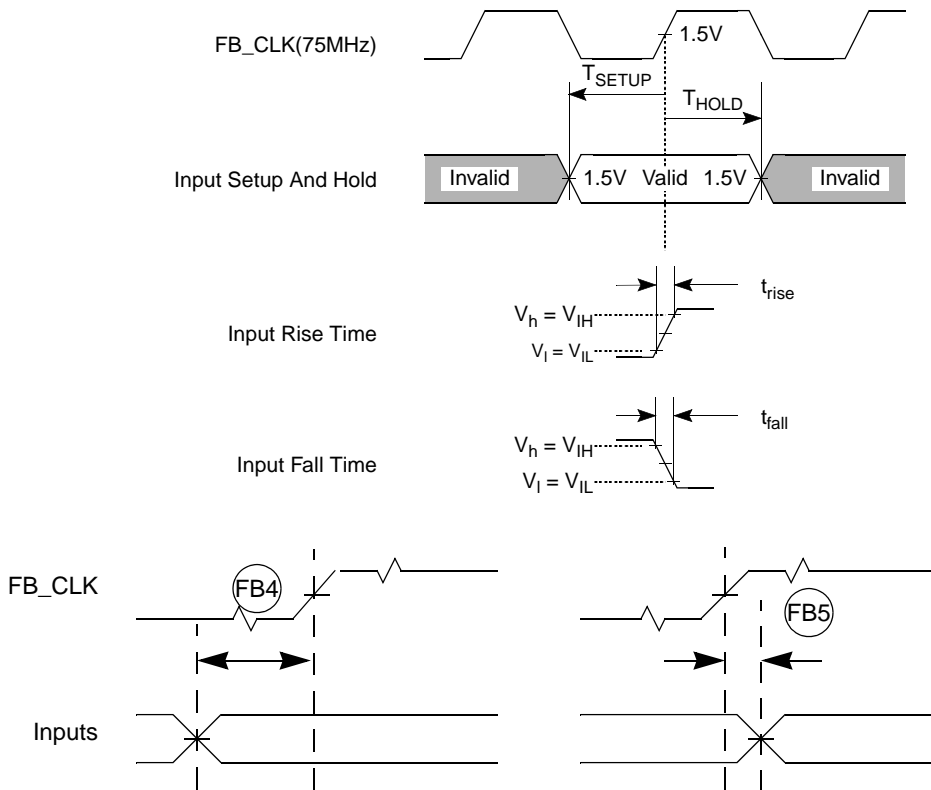 FB_CLK(75MHz)
1.5V
TSETUP
THOLD
Input Setup And Hold
Invalid
1.5V Valid 1.5V
Invalid
trise
Input Rise Time
Vh = VIH
Vl = VIL
tfall
Input Fall Time
Vh = VIH
Vl = VIL
FB_CLK
FB4
FB5
Inputs